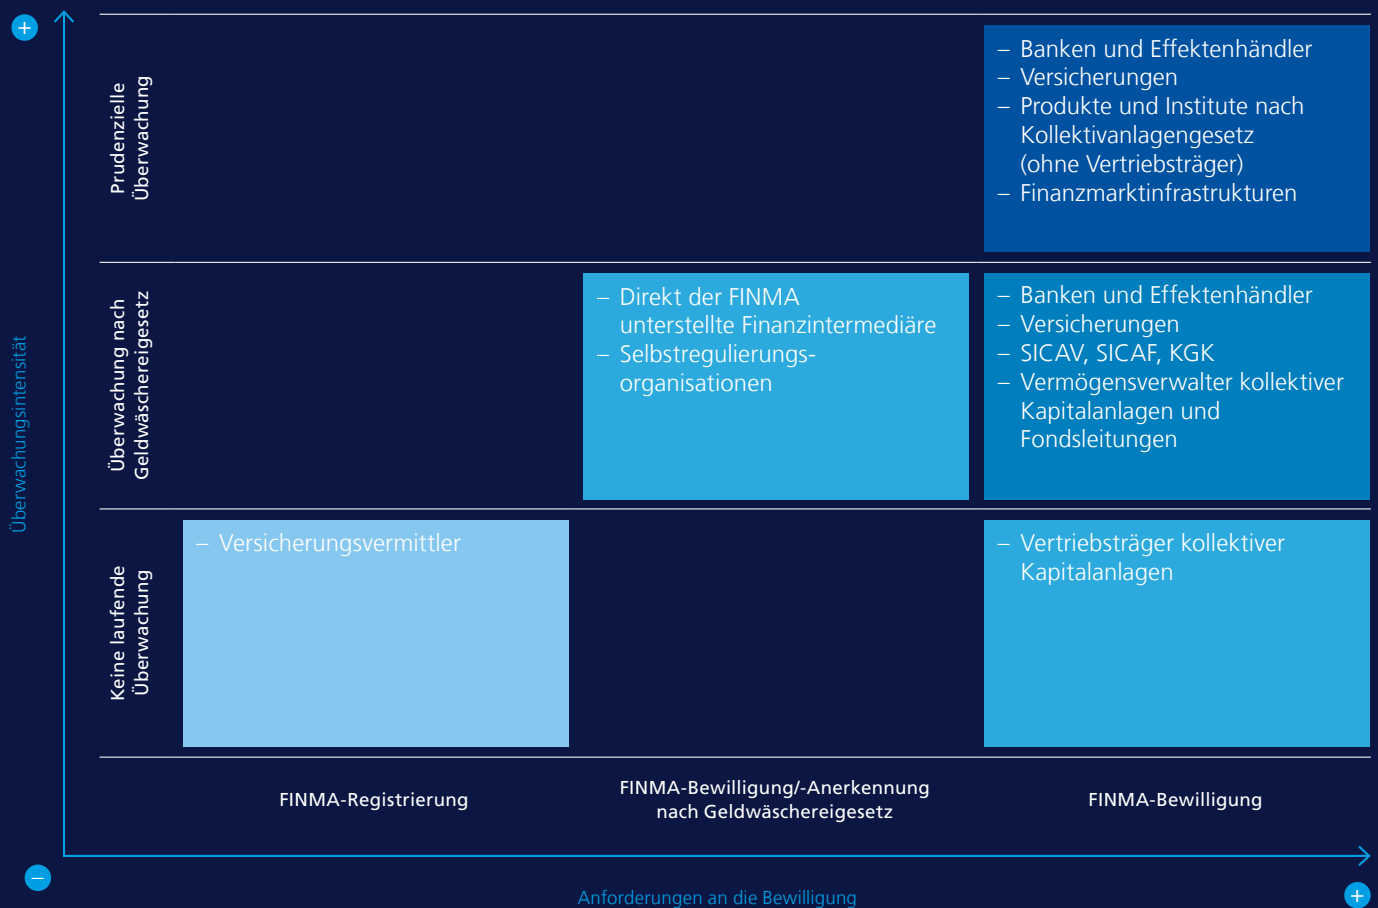 +
Überwachungsintensität
Prudenzielle
Überwachung
– Banken und Effektenhändler
– Versicherungen
– Produkte und Institute nach
Kollektivanlagengesetz
(ohne Vertriebsträger)
– Finanzmarktinfrastrukturen
Überwachung nach
Geldwäschereigesetz
– Direkt der FINMA
unterstellte Finanzintermediäre
– Selbstregulierungs-
organisationen
– Banken und Effektenhändler
– Versicherungen
– SICAV, SICAF, KGK
– Vermögensverwalter kollektiver
Kapitalanlagen und
Fondsleitungen
Keine laufende
Überwachung
– Versicherungsvermittler
– Vertriebsträger kollektiver
Kapitalanlagen
FINMA-Registrierung
FINMA-Bewilligung/-Anerkennung
nach Geldwäschereigesetz
FINMA-Bewilligung
–
Anforderungen an die Bewilligung
+